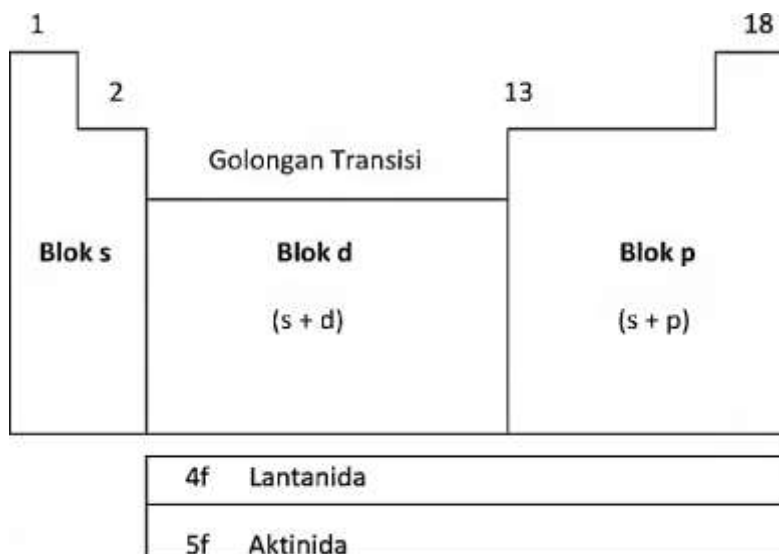 1
18
2
13
Golongan Transisi
Blok s
Blok d
Blok p
(s + d)
(s + p)
4f Lantanida
5f Aktinida